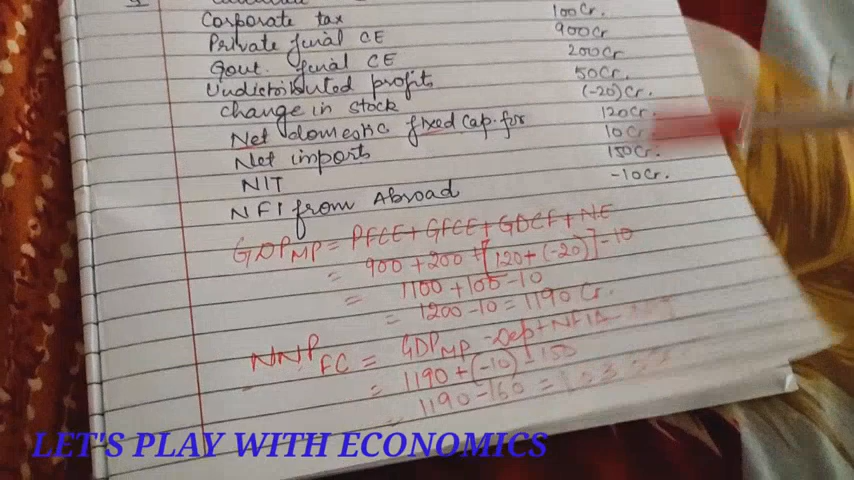 Corporate tax 100Cr.
Private final CE 900Cr
Govt. final CE 200Cr
Undistributed profits 50Cr.
Change in stock (-20)Cr.
Net domestic fixed cap. for 120Cr.
Net imports 10Cr.
NIT 150Cr.
NFI from Abroad -10Cr.
GDPMP = PFCE + GFCE + GDCF + NE
= 900 + 200 + [120 + (-20)] - 10
= 1100 + 100 - 10
= 1200 - 10 = 1190 Cr.
NNPFC = GDPMP - Dep + NFIA
= 1190 + (-10) - 150
= 1190 - 160 =
LET'S PLAY WITH ECONOMICS